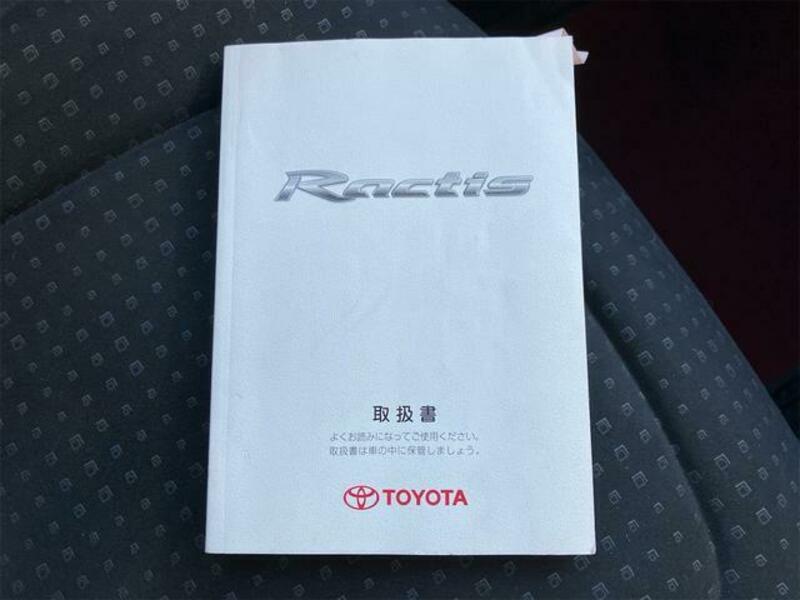 Ractis
取扱書
よくお読みになってご使用ください。
取扱書は車の中に保管しましょう。
TOYOTA